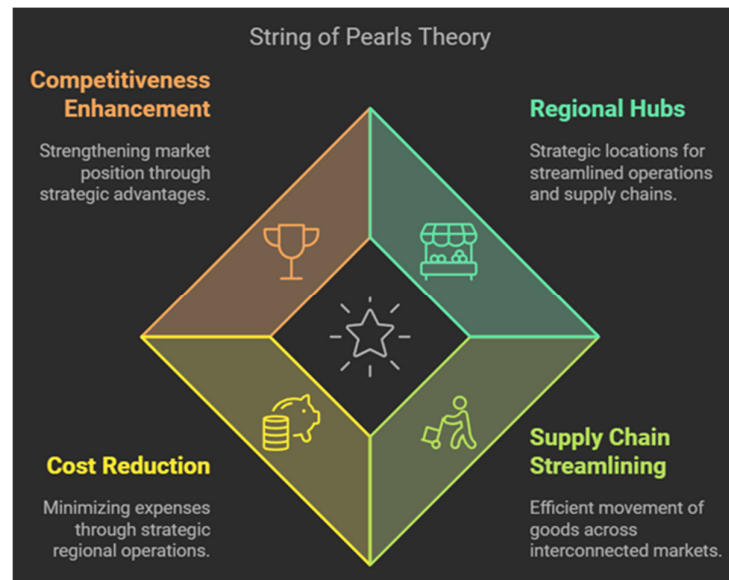 String of Pearls Theory
Competitiveness
Enhancement
Strengthening market
position through
strategic advantages.
Regional Hubs
Strategic locations for
streamlined operations
and supply chains.
Cost Reduction
Minimizing expenses
through strategic
regional operations.
Supply Chain
Streamlining
Efficient movement of
goods across
interconnected markets.